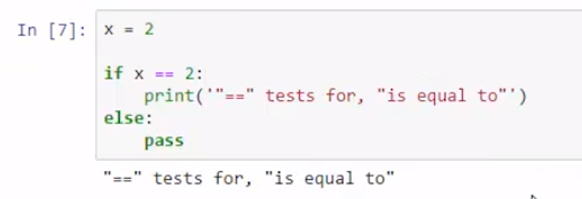 In [7]: x = 2
if x == 2:
    print('"==" tests for, "is equal to"')
else:
    pass
"==" tests for, "is equal to"